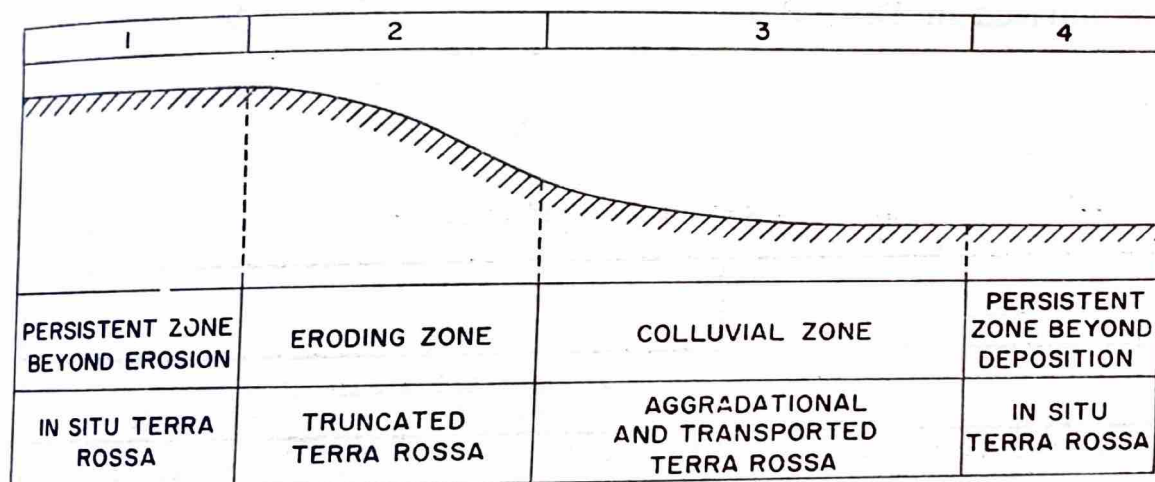 1
2
3
4
PERSISTENT ZONE
BEYOND EROSION
ERODING ZONE
COLLUVIAL ZONE
PERSISTENT
ZONE BEYOND
DEPOSITION
IN SITU TERRA
ROSSA
TRUNCATED
TERRA ROSSA
AGGRADATIONAL
AND TRANSPORTED
TERRA ROSSA
IN SITU
TERRA ROSSA